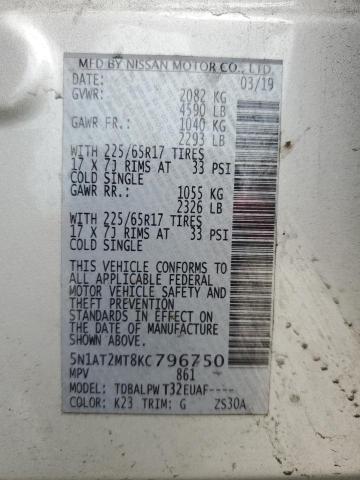 MFD BY NISSAN MOTOR CO., LTD.
DATE: 03/19
GVWR: 2082 KG
4590 LB
GAWR FR.: 1040 KG
2293 LB
WITH 225/65R17 TIRES
17 X 7J RIMS AT 33 PSI
COLD SINGLE
GAWR RR.: 1055 KG
2326 LB
WITH 225/65R17 TIRES
17 X 7J RIMS AT 33 PSI
COLD SINGLE
THIS VEHICLE CONFORMS TO
ALL APPLICABLE FEDERAL
MOTOR VEHICLE SAFETY AND
THEFT PREVENTION
STANDARDS IN EFFECT ON
THE DATE OF MANUFACTURE
SHOWN ABOVE.
5N1AT2MT8KC796750
MPV 861
MODEL: TDBALPWT32EUAF----
COLOR: K23 TRIM: G ZS30A